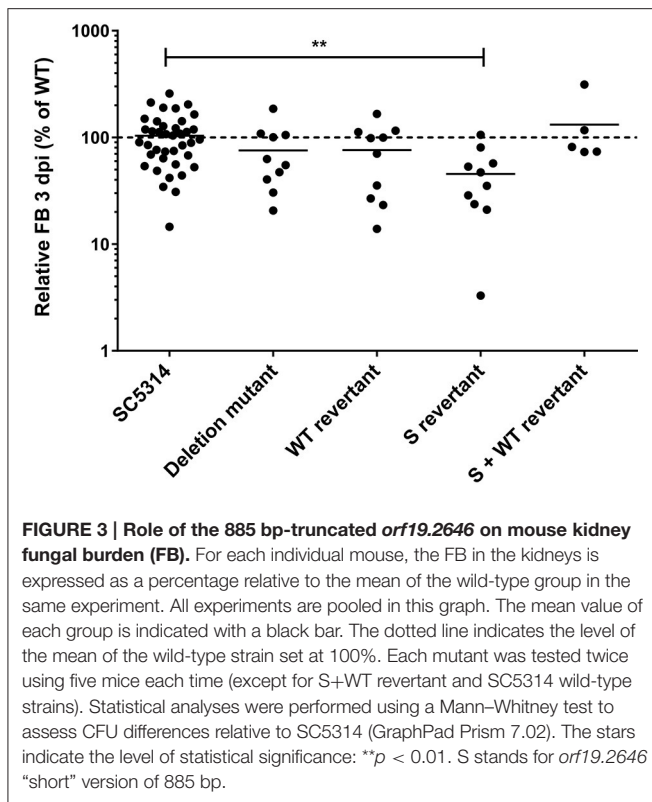 **
1000
100
10
1
Relative FB 3 dpi (% of WT)
SC5314
Deletion mutant
WT revertant
S revertant
S + WT revertant
FIGURE 3 | Role of the 885 bp-truncated orf19.2646 on mouse kidney
fungal burden (FB). For each individual mouse, the FB in the kidneys is
expressed as a percentage relative to the mean of the wild-type group in the
same experiment. All experiments are pooled in this graph. The mean value of
each group is indicated with a black bar. The dotted line indicates the level of
the mean of the wild-type strain set at 100%. Each mutant was tested twice
using five mice each time (except for S+WT revertant and SC5314 wild-type
strains). Statistical analyses were performed using a Mann–Whitney test to
assess CFU differences relative to SC5314 (GraphPad Prism 7.02). The stars
indicate the level of statistical significance: **p < 0.01. S stands for orf19.2646
“short” version of 885 bp.